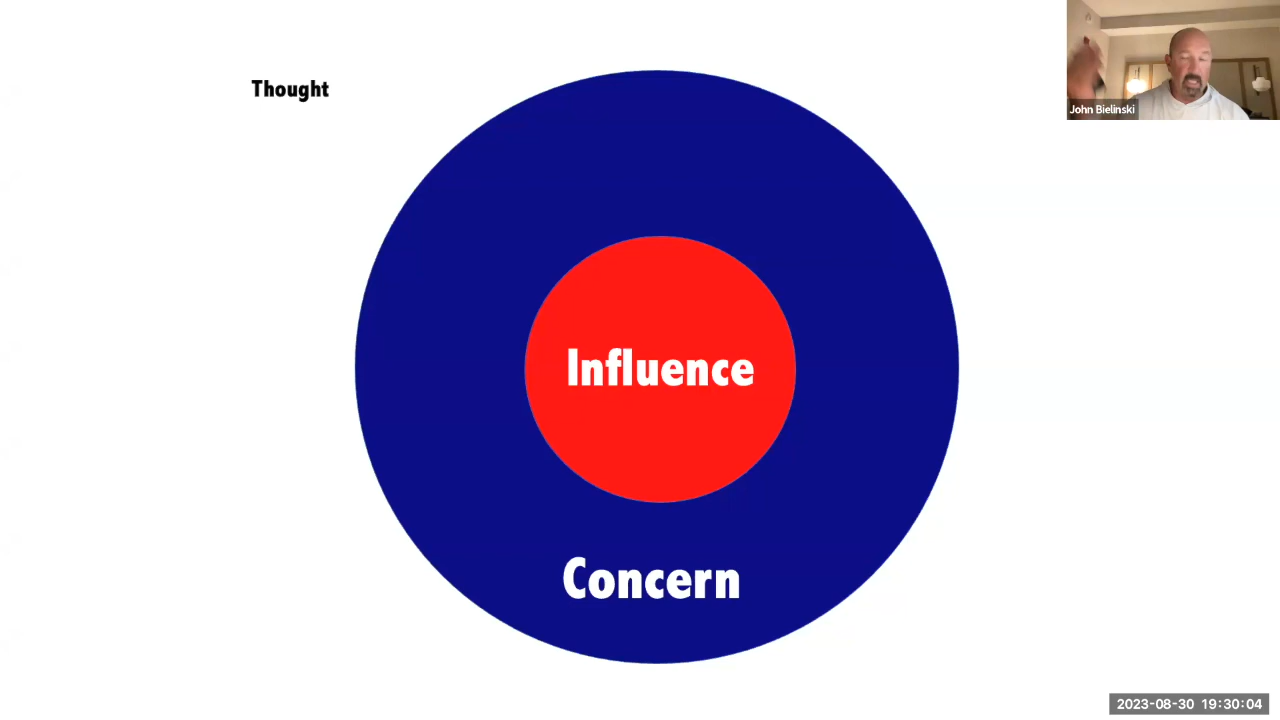 Thought
John Bielinski
Influence
Concern
2023-08-30 19:30:04